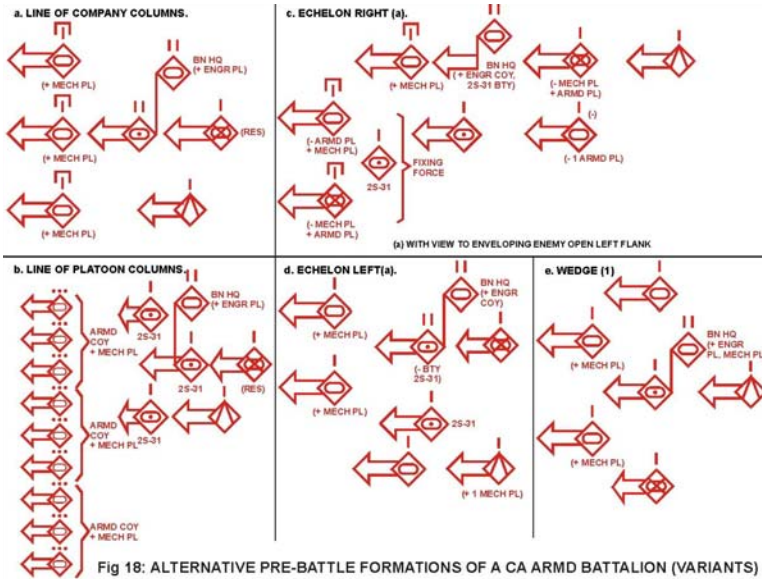 a. LINE OF COMPANY COLUMNS.
(+ MECH PL)
BN HQ
(+ ENGR PL)
(+ MECH PL)
(RES)
(+ MECH PL)
c. ECHELON RIGHT (a).
(+ MECH PL)
BN HQ
( + ENGR COY,
2S-31 BTY)
(- MECH PL
+ ARMD PL)
(- ARMD PL
+ MECH PL)
2S-31
(- MECH PL
+ ARMD PL)
FIXING
FORCE
(-)
(- 1 ARMD PL)
(a) WITH VIEW TO ENVELOPING ENEMY OPEN LEFT FLANK
b. LINE OF PLATOON COLUMNS.
ARMD
COY
+ MECH PL
ARMD
COY
+ MECH PL
ARMD COY
+ MECH PL
2S-31
BN HQ
(+ ENGR PL)
2S-31
(RES)
2S-31
d. ECHELON LEFT(a).
(+ MECH PL)
BN HQ
(+ ENGR
COY)
(- BTY
2S-31)
(+ MECH PL)
2S-31
(+ 1 MECH PL)
e. WEDGE (1)
(+ MECH PL)
BN HQ
(+ ENGR
PL, MECH PL
(+ MECH PL)
Fig 18: ALTERNATIVE PRE-BATTLE FORMATIONS OF A CA ARMD BATTALION (VARIANTS)